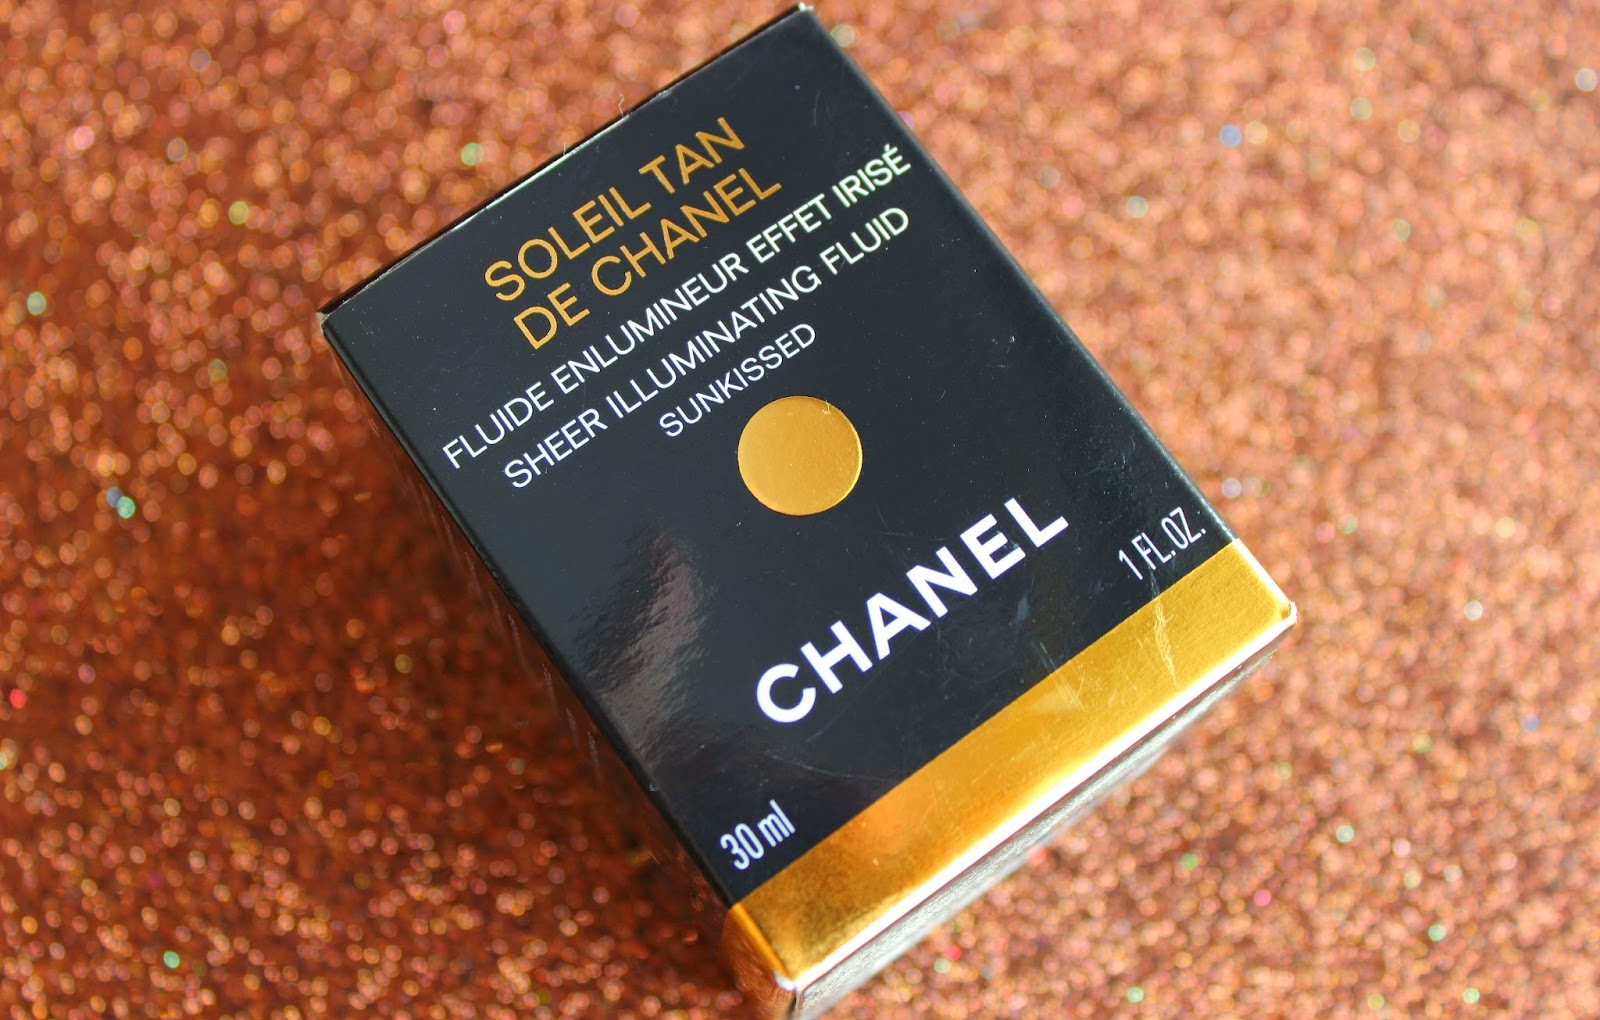 SOLEIL TAN
DE CHANEL
FLUIDE ENLUMINEUR EFFET IRISÉ
SHEER ILLUMINATING FLUID
SUNKISSED
CHANEL
30 ml
1 FL.OZ.